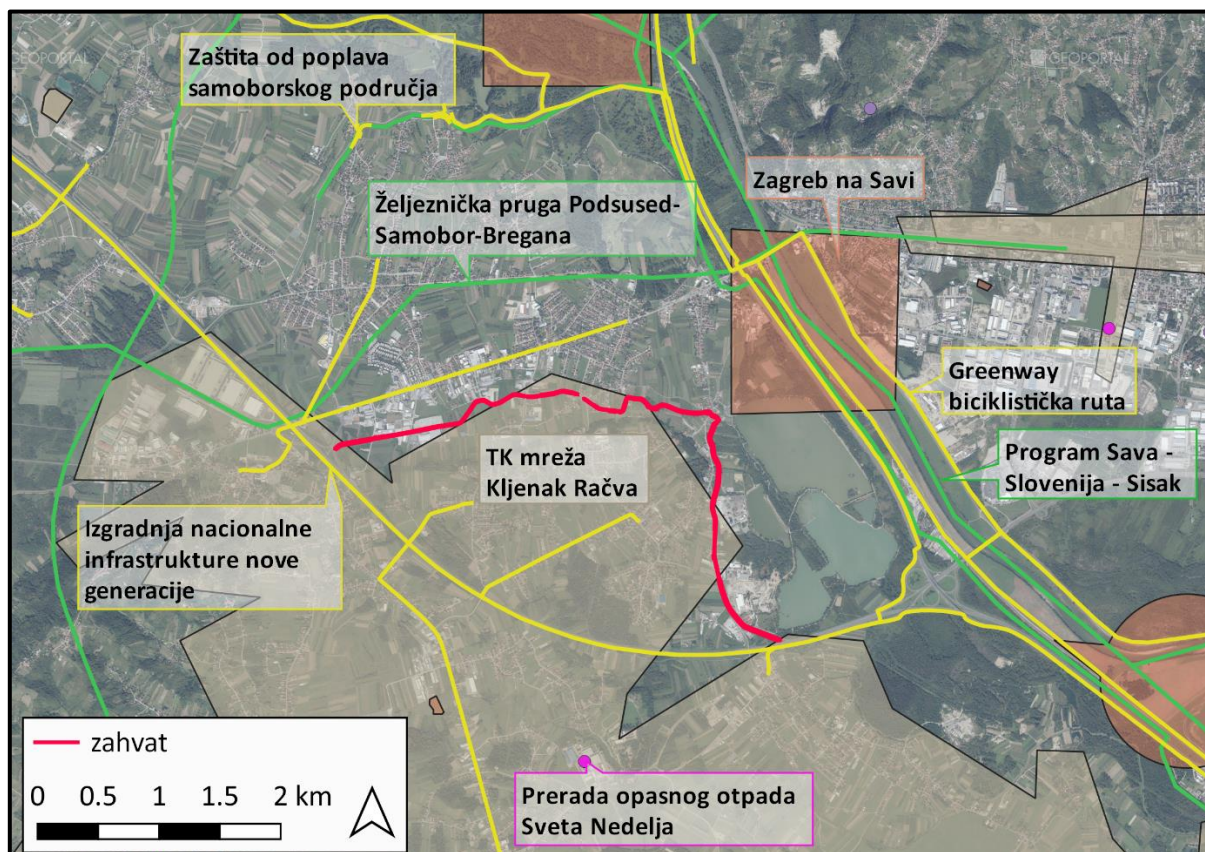 GEOPORTAL
GEOPORTAL
Zaštita od poplava
samoborskog područja
Zagreb na Savi
Željeznička pruga Podsused-
Samobor-Bregana
Greenway
biciklistička ruta
TK mreža
Kljenak Račva
Program Sava -
Slovenija - Sisak
Izgradnja nacionalne
infrastrukture nove
generacije
Prerada opasnog otpada
Sveta Nedelja
zahvat
0 0.5 1 1.5 2 km